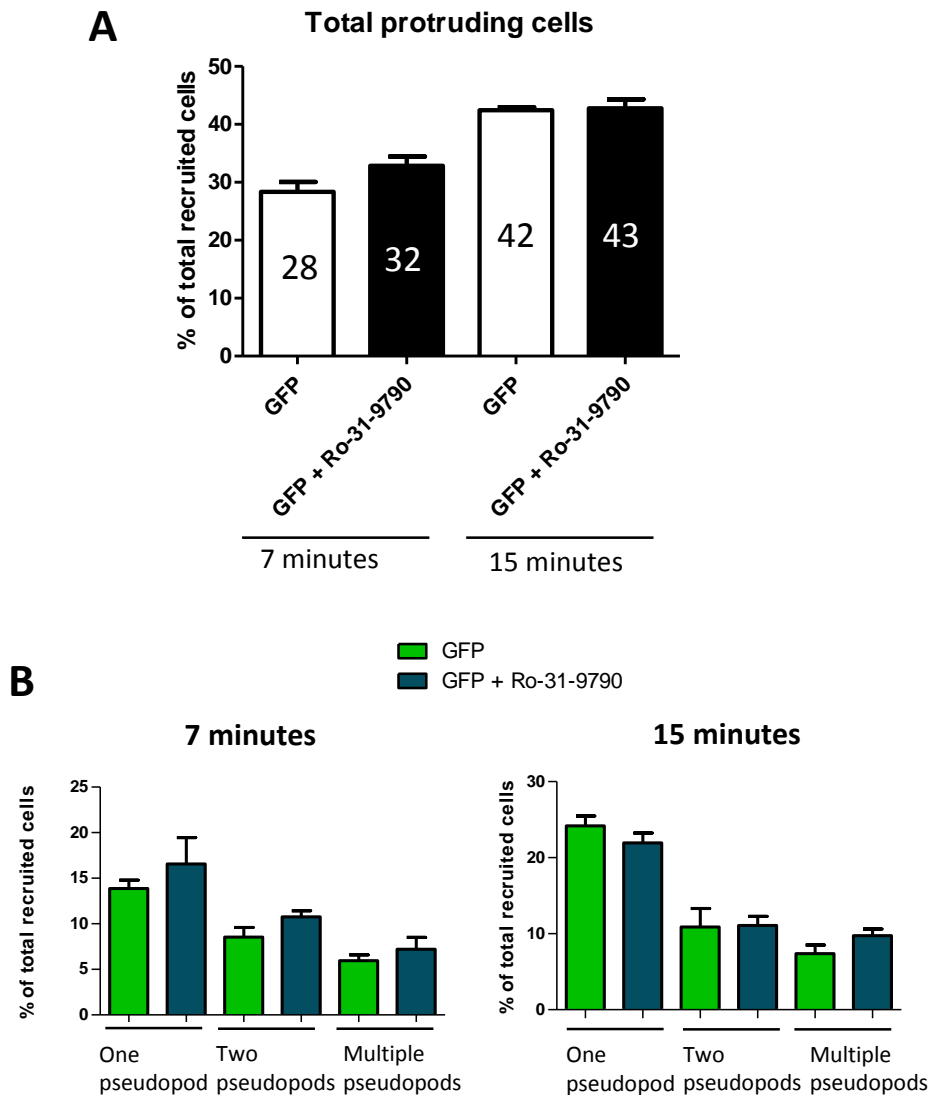 A
Total protruding cells
% of total recruited cells
50
40
30
20
10
0
28
32
42
43
GFP
GFP + Ro-31-9790
GFP
GFP + Ro-31-9790
7 minutes
15 minutes
B
GFP
GFP + Ro-31-9790
7 minutes
% of total recruited cells
25
20
15
10
5
0
One
pseudopod
Two
pseudopods
Multiple
pseudopods
15 minutes
% of total recruited cells
30
20
10
0
One
pseudopod
Two
pseudopods
Multiple
pseudopods